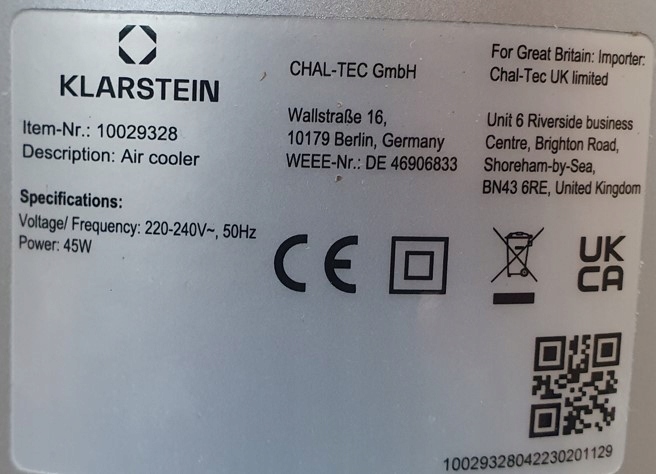 KLARSTEIN
Item-Nr.: 10029328
Description: Air cooler
Specifications:
Voltage/ Frequency: 220-240V~, 50Hz
Power: 45W
CHAL-TEC GmbH
Wallstraße 16,
10179 Berlin, Germany
WEEE-Nr.: DE 46906833
For Great Britain: Importer:
Chal-Tec UK limited
Unit 6 Riverside business
Centre, Brighton Road,
Shoreham-by-Sea,
BN43 6RE, United Kingdom
CE
UK
CA
10029328042230201129